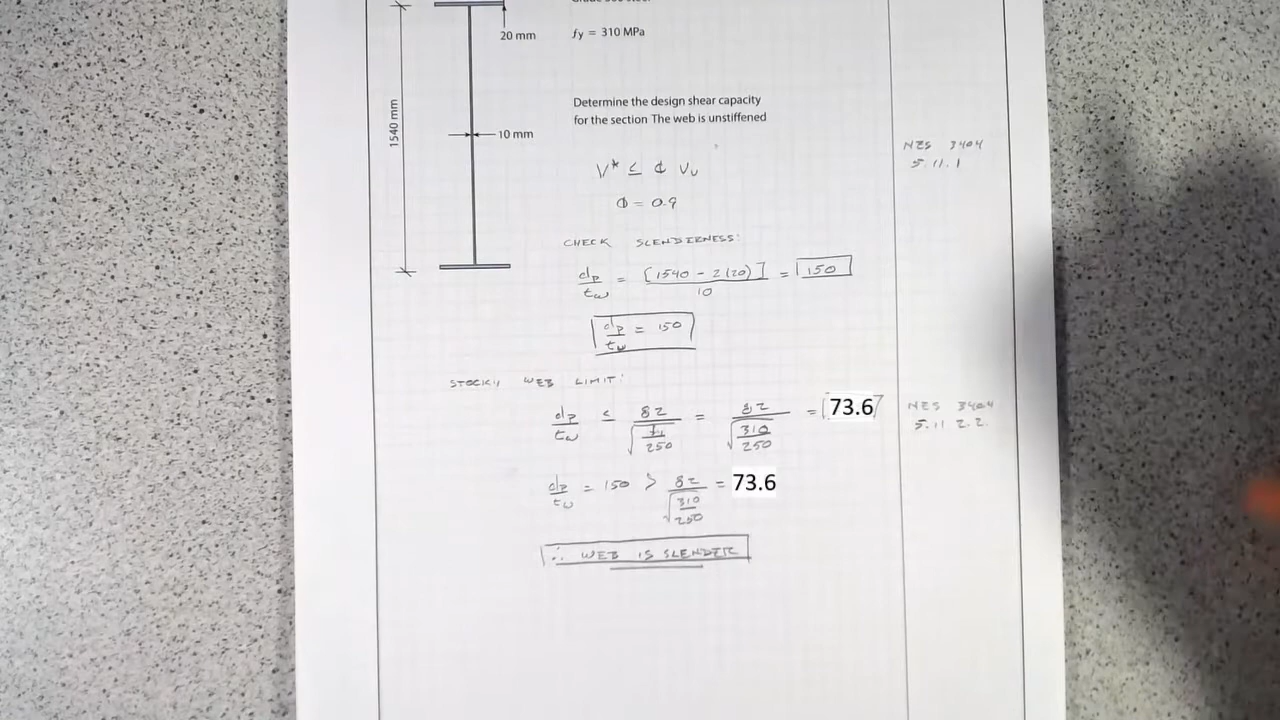 20 mm
fy = 310 MPa
1540 mm
Determine the design shear capacity
for the section The web is unstiffened
10 mm
NZS 3404
5.11.1
V* ≤ Φ Vu
Φ = 0.9
CHECK SLENDERNESS:
dp/tw = [1540 - 2(20)]/10 = 150
dp/tw = 150
STOCKY WEB LIMIT:
dp/tw ≤ 82/√(fy/250) = 82/√(310/250) = 73.6
NZS 3404
5.11 2.2.
dp/tw = 150 > 82/√(310/250) = 73.6
∴ WEB IS SLENDER